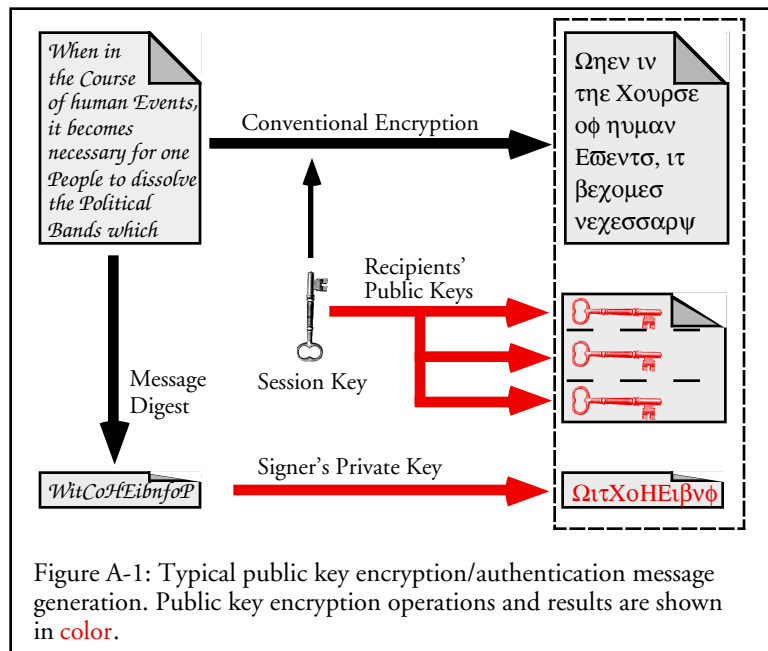 When in
the Course
of human Events,
it becomes
necessary for one
People to dissolve
the Political
Bands which
Conventional Encryption
Ωηεν ιν
τηε Χουρσε
οφ ηυμαν
Εϖεντσ, ιτ
βεχομεσ
νεχεσσαρψ
Recipients'
Public Keys
Session Key
Message
Digest
WitCoHEibnfoP
Signer's Private Key
ΩιτΧοΗΕιβνφ
Figure A-1: Typical public key encryption/authentication message
generation. Public key encryption operations and results are shown
in color.